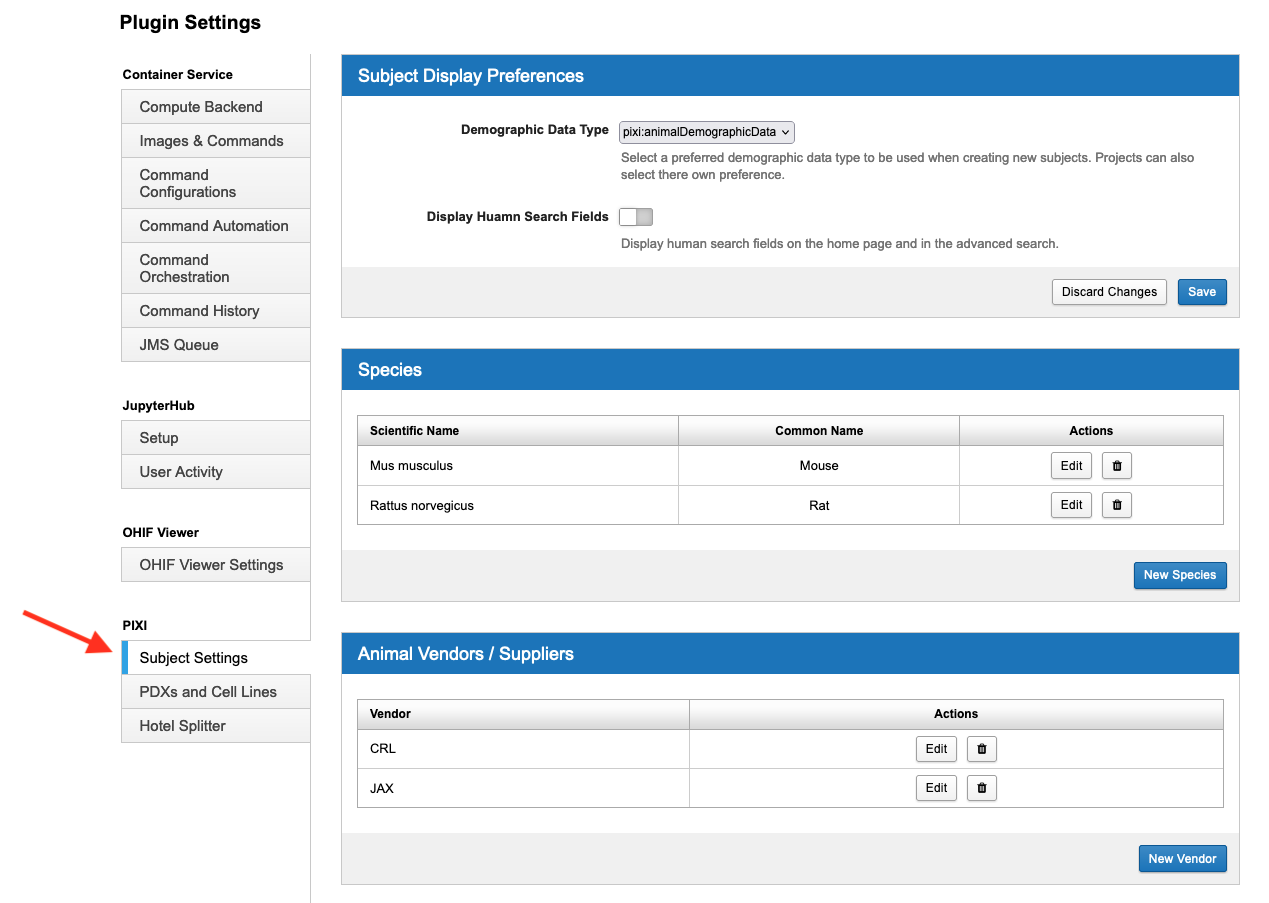 Plugin Settings
Container Service
Compute Backend
Images & Commands
Command
Configurations
Command Automation
Command
Orchestration
Command History
JMS Queue
JupyterHub
Setup
User Activity
OHIF Viewer
OHIF Viewer Settings
PIXI
Subject Settings
PDXs and Cell Lines
Hotel Splitter
Subject Display Preferences
Demographic Data Type pixi:animalDemographicData
Select a preferred demographic data type to be used when creating new subjects. Projects can also
select there own preference.
Display Huamn Search Fields
Display human search fields on the home page and in the advanced search.
Discard Changes Save
Species
Scientific Name Common Name Actions
Mus musculus Mouse Edit
Rattus norvegicus Rat Edit
New Species
Animal Vendors / Suppliers
Vendor Actions
CRL Edit
JAX Edit
New Vendor